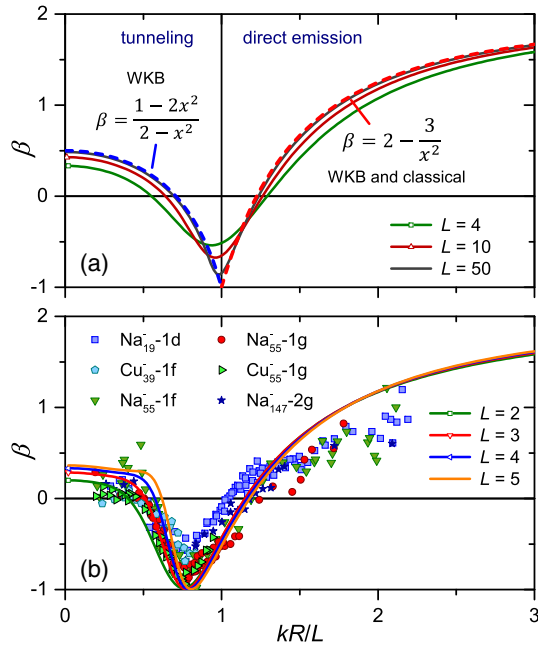 (a)
tunneling
direct emission
WKB
β = (1 − 2x²)/(2 − x²)
β = 2 − 3/x²
WKB and classical
L = 4
L = 10
L = 50
β
2
1
0
-1
(b)
Na₁₉⁻-1d
Na₅₅⁻-1g
Cu₃₉⁻-1f
Cu₅₅⁻-1g
Na₅₅⁻-1f
Na₁₄₇⁻-2g
L = 2
L = 3
L = 4
L = 5
β
2
1
0
-1
0
1
2
3
kR/L